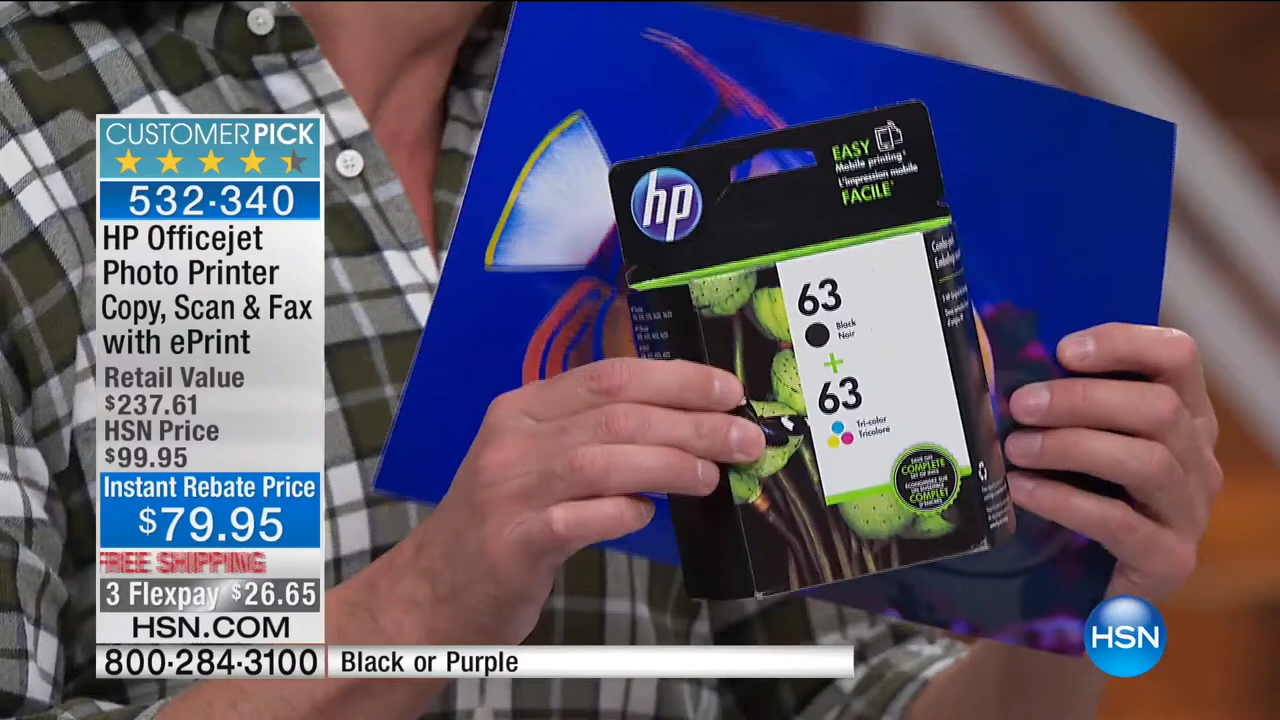 CUSTOMER PICK
532-340
HP Officejet
Photo Printer
Copy, Scan & Fax
with ePrint
Retail Value
$237.61
HSN Price
$99.95
Instant Rebate Price
$79.95
FREE SHIPPING
3 Flexpay $26.65
HSN.COM
800-284-3100
Black or Purple
hp
EASY
Mobile printing
L'impression mobile
FACILE
63
Black
Noir
+
63
Tri-color
Tricolore
COMPLETE
COMPLET
HSN